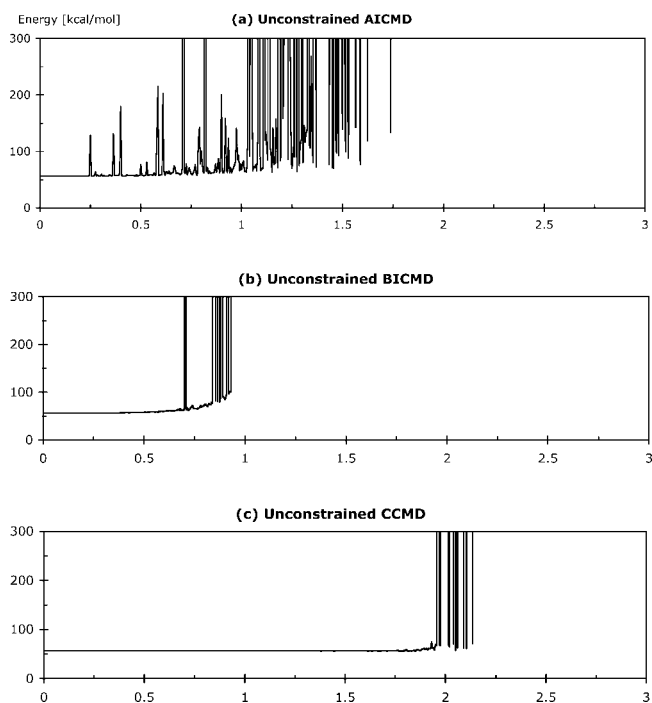 Energy [kcal/mol]
(a) Unconstrained AICMD
300
200
100
0
0 0.5 1 1.5 2 2.5 3
(b) Unconstrained BICMD
300
200
100
0
0 0.5 1 1.5 2 2.5 3
(c) Unconstrained CCMD
300
200
100
0
0 0.5 1 1.5 2 2.5 3